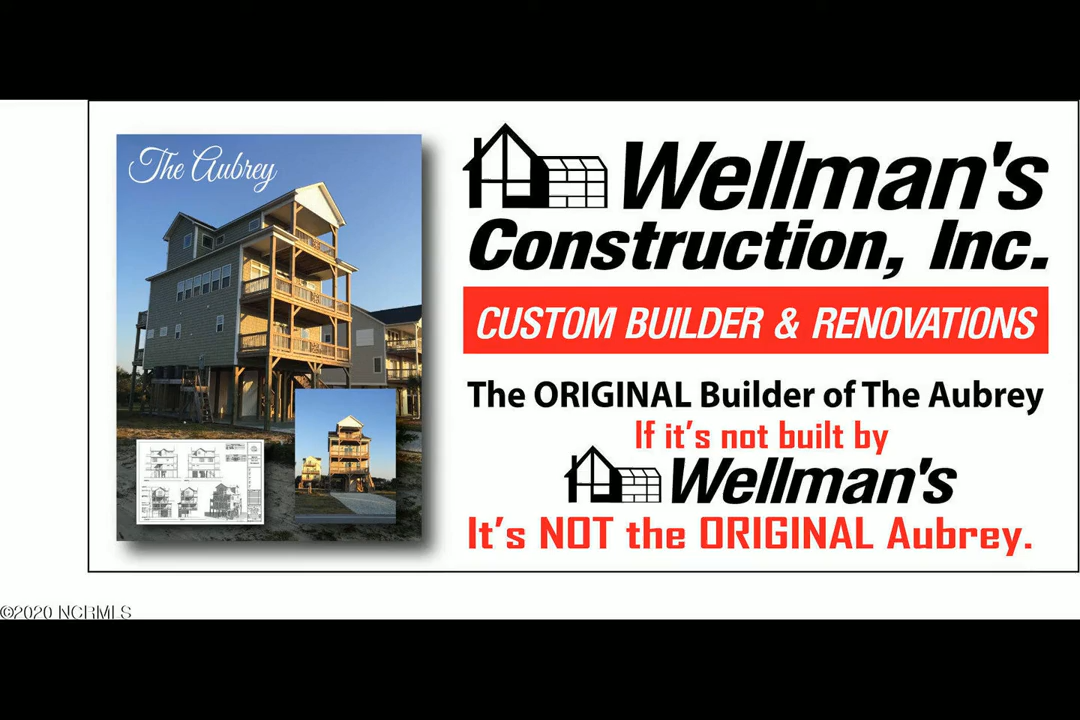 The Aubrey
Wellman's
Construction, Inc.
CUSTOM BUILDER & RENOVATIONS
The ORIGINAL Builder of The Aubrey
If it's not built by
Wellman's
It's NOT the ORIGINAL Aubrey.
©2020 NCRMLS